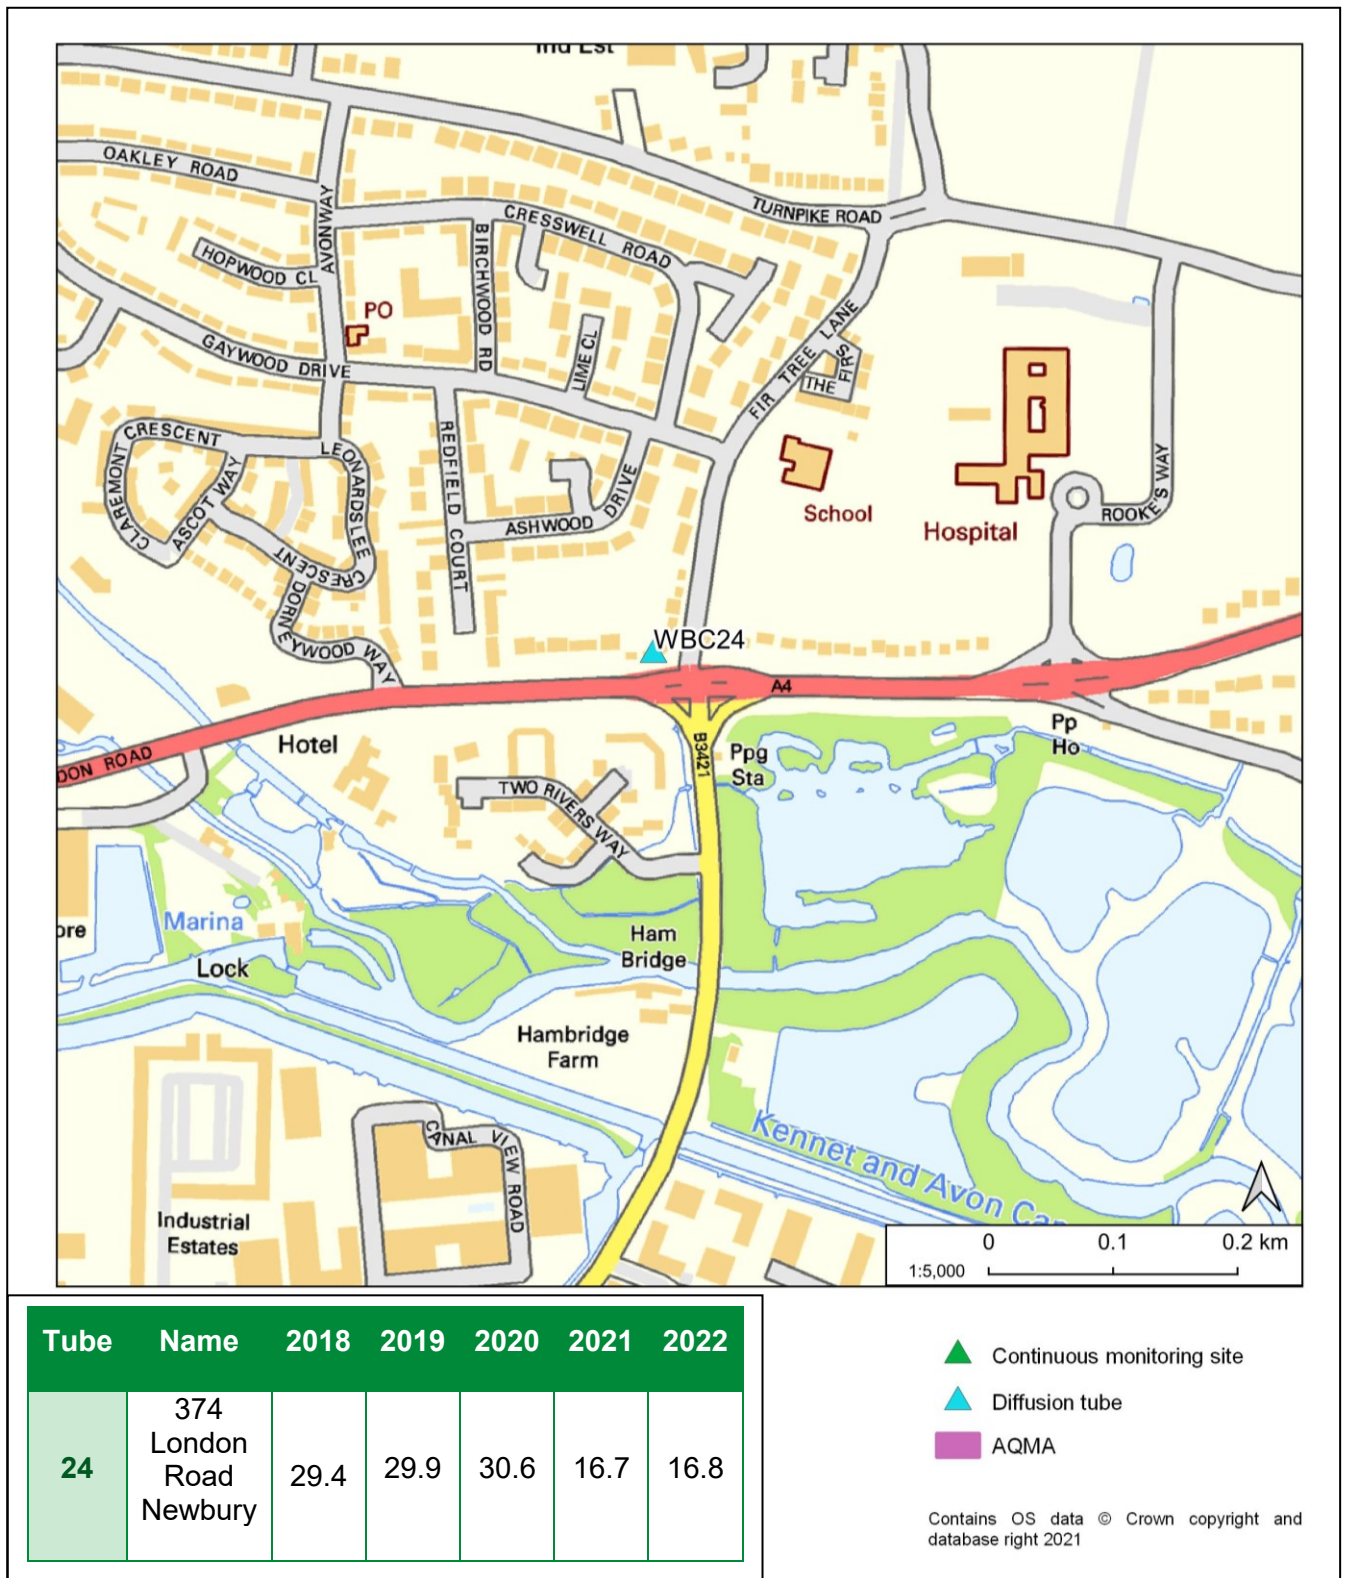 Ind Est
OAKLEY ROAD
AVONWAY
TURNPIKE ROAD
CRESSWELL ROAD
BIRCHWOOD RD
HOPWOOD CL
PO
GAYWOOD DRIVE
LIME CL
FIR TREE LANE
THE FIRS
CLAREMONT CRESCENT
ASCOT WAY
LEONARDSLEE CRESCENT
REDFIELD COURT
ASHWOOD DRIVE
School
Hospital
ROOKE'S WAY
DORNEYWOOD WAY
WBC24
A4
DON ROAD
Hotel
B3421
Ppg
Sta
Pp
Ho
TWO RIVERS WAY
Marina
ore
Lock
Ham
Bridge
Hambridge
Farm
Kennet and Avon Can
CANAL VIEW ROAD
Industrial
Estates
0 0.1 0.2 km
1:5,000
Tube Name 2018 2019 2020 2021 2022
24 374 London Road Newbury 29.4 29.9 30.6 16.7 16.8
Continuous monitoring site
Diffusion tube
AQMA
Contains OS data © Crown copyright and
database right 2021